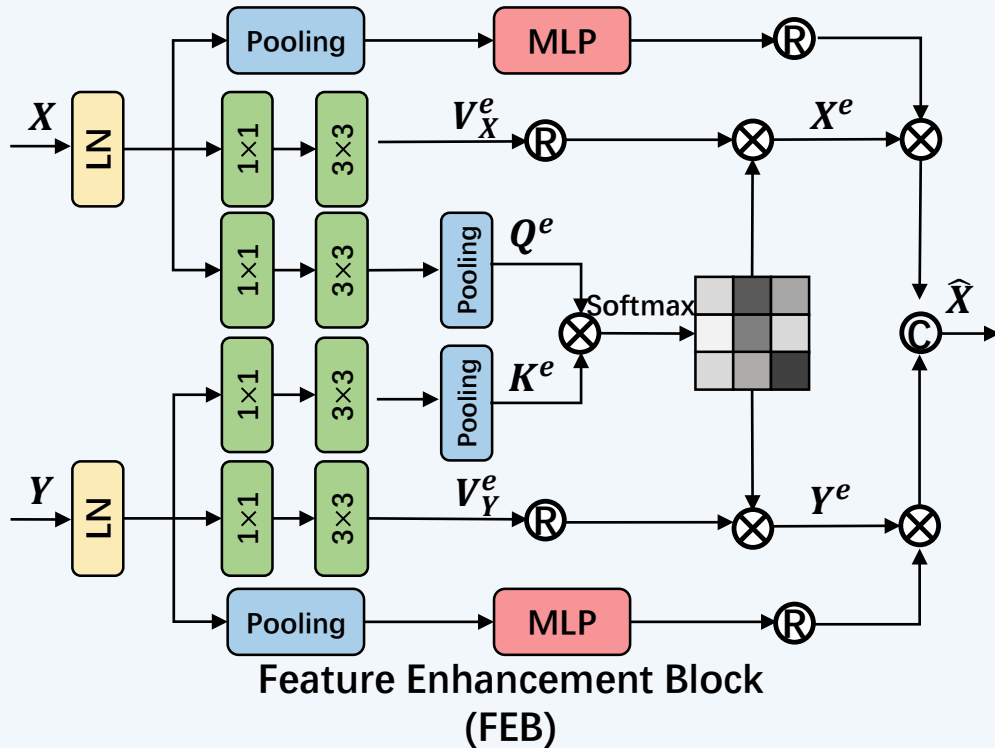 Pooling
MLP
R
X
LN
1×1
3×3
V_X^e
R
X^e
1×1
3×3
Pooling
Q^e
Softmax
X̂
C
1×1
3×3
Pooling
K^e
Y
LN
1×1
3×3
V_Y^e
R
Y^e
Pooling
MLP
R
Feature Enhancement Block
(FEB)